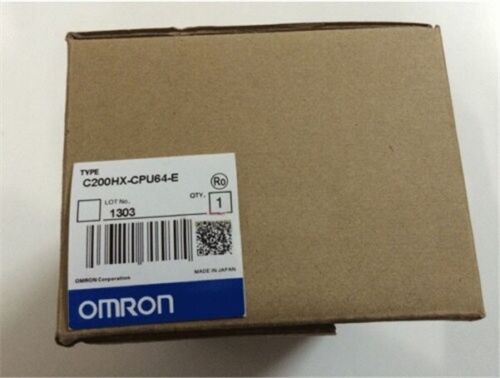 TYPE
C200HX-CPU64-E
Ro
LOT No.
QTY.
1303
1
MADE IN JAPAN
OMRON Corporation
OMRON